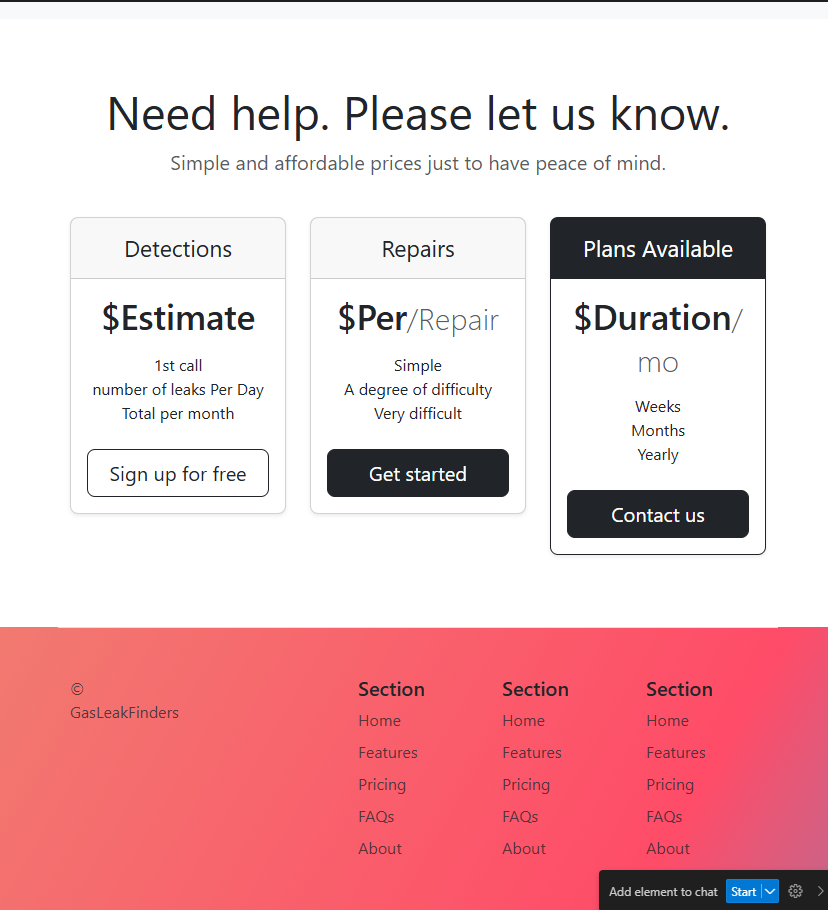 Need help. Please let us know.
Simple and affordable prices just to have peace of mind.
Detections
$Estimate
1st call
number of leaks Per Day
Total per month
Sign up for free
Repairs
$Per/Repair
Simple
A degree of difficulty
Very difficult
Get started
Plans Available
$Duration/
mo
Weeks
Months
Yearly
Contact us
©
GasLeakFinders
Section
Home
Features
Pricing
FAQs
About
Section
Home
Features
Pricing
FAQs
About
Section
Home
Features
Pricing
FAQs
About
Add element to chat Start